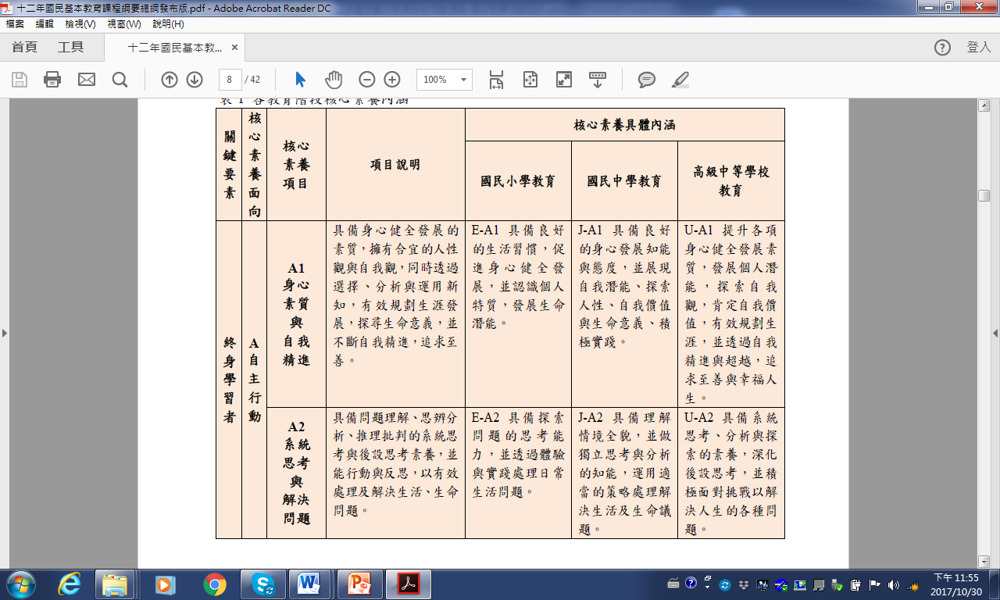 十二年國民基本教育課程綱要總綱發布版.pdf - Adobe Acrobat Reader DC
檔案 編輯 檢視(V) 視窗(W) 說明(H)
首頁 工具 十二年國民基本教... × ? 登入
8 / 42 100%
表 1 各教育階段核心素養內涵
關鍵要素
核心素養面向
核心
素養
項目
項目說明
核心素養具體內涵
國民小學教育
國民中學教育
高級中等學校
教育
終身學習者
A
自主行動
A1
身心
素質
與
自我
精進
具備身心健全發展的
素質，擁有合宜的人性
觀與自我觀，同時透過
選擇、分析與運用新
知，有效規劃生涯發
展，探尋生命意義，並
不斷自我精進，追求至
善。
E-A1 具備良好
的生活習慣，促
進身心健全發
展，並認識個人
特質，發展生命
潛能。
J-A1 具備良好
的身心發展知能
與態度，並展現
自我潛能、探索
人性、自我價值
與生命意義、積
極實踐。
U-A1 提升各項
身心健全發展素
質，發展個人潛
能，探索自我
觀，肯定自我價
值，有效規劃生
涯，並透過自我
精進與超越，追
求至善與幸福人
生。
A2
系統
思考
與
解決
問題
具備問題理解、思辨分
析、推理批判的系統思
考與後設思考素養，並
能行動與反思，以有效
處理及解決生活、生命
問題。
E-A2 具備探索
問題的思考能
力，並透過體驗
與實踐處理日常
生活問題。
J-A2 具備理解
情境全貌，並做
獨立思考與分析
的知能，運用適
當的策略處理解
決生活及生命議
題。
U-A2 具備系統
思考、分析與探
索的素養，深化
後設思考，並積
極面對挑戰以解
決人生的各種問
題。
下午 11:55
2017/10/30